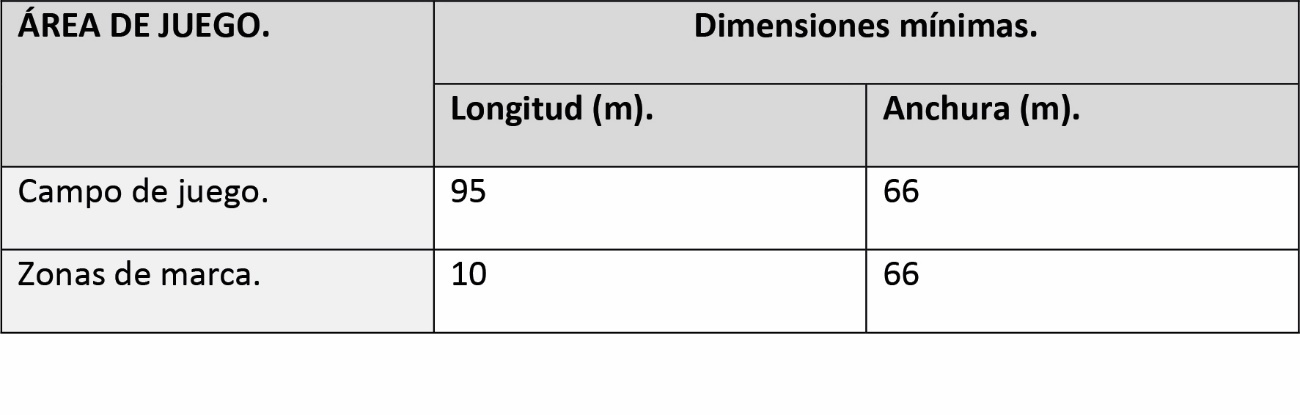 ÁREA DE JUEGO. Dimensiones mínimas.
Longitud (m). Anchura (m).
Campo de juego. 95 66
Zonas de marca. 10 66